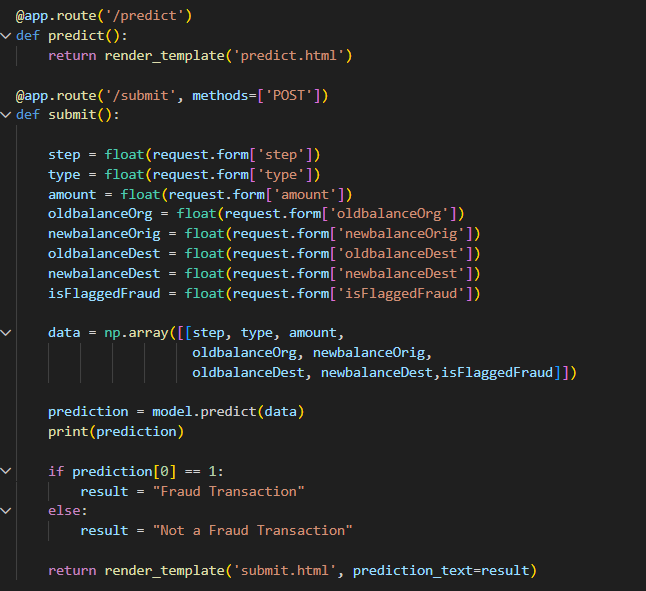 @app.route('/predict')
def predict():
    return render_template('predict.html')

@app.route('/submit', methods=['POST'])
def submit():

    step = float(request.form['step'])
    type = float(request.form['type'])
    amount = float(request.form['amount'])
    oldbalanceOrg = float(request.form['oldbalanceOrg'])
    newbalanceOrig = float(request.form['newbalanceOrig'])
    oldbalanceDest = float(request.form['oldbalanceDest'])
    newbalanceDest = float(request.form['newbalanceDest'])
    isFlaggedFraud = float(request.form['isFlaggedFraud'])

    data = np.array([[step, type, amount,
                      oldbalanceOrg, newbalanceOrig,
                      oldbalanceDest, newbalanceDest,isFlaggedFraud]])

    prediction = model.predict(data)
    print(prediction)

    if prediction[0] == 1:
        result = "Fraud Transaction"
    else:
        result = "Not a Fraud Transaction"

    return render_template('submit.html', prediction_text=result)